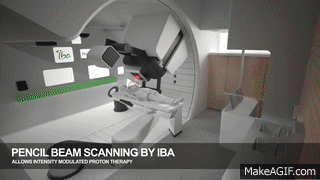 iba
PENCIL BEAM SCANNING BY IBA
ALLOWS INTENSITY MODULATED PROTON THERAPY
MakeAGIF.com